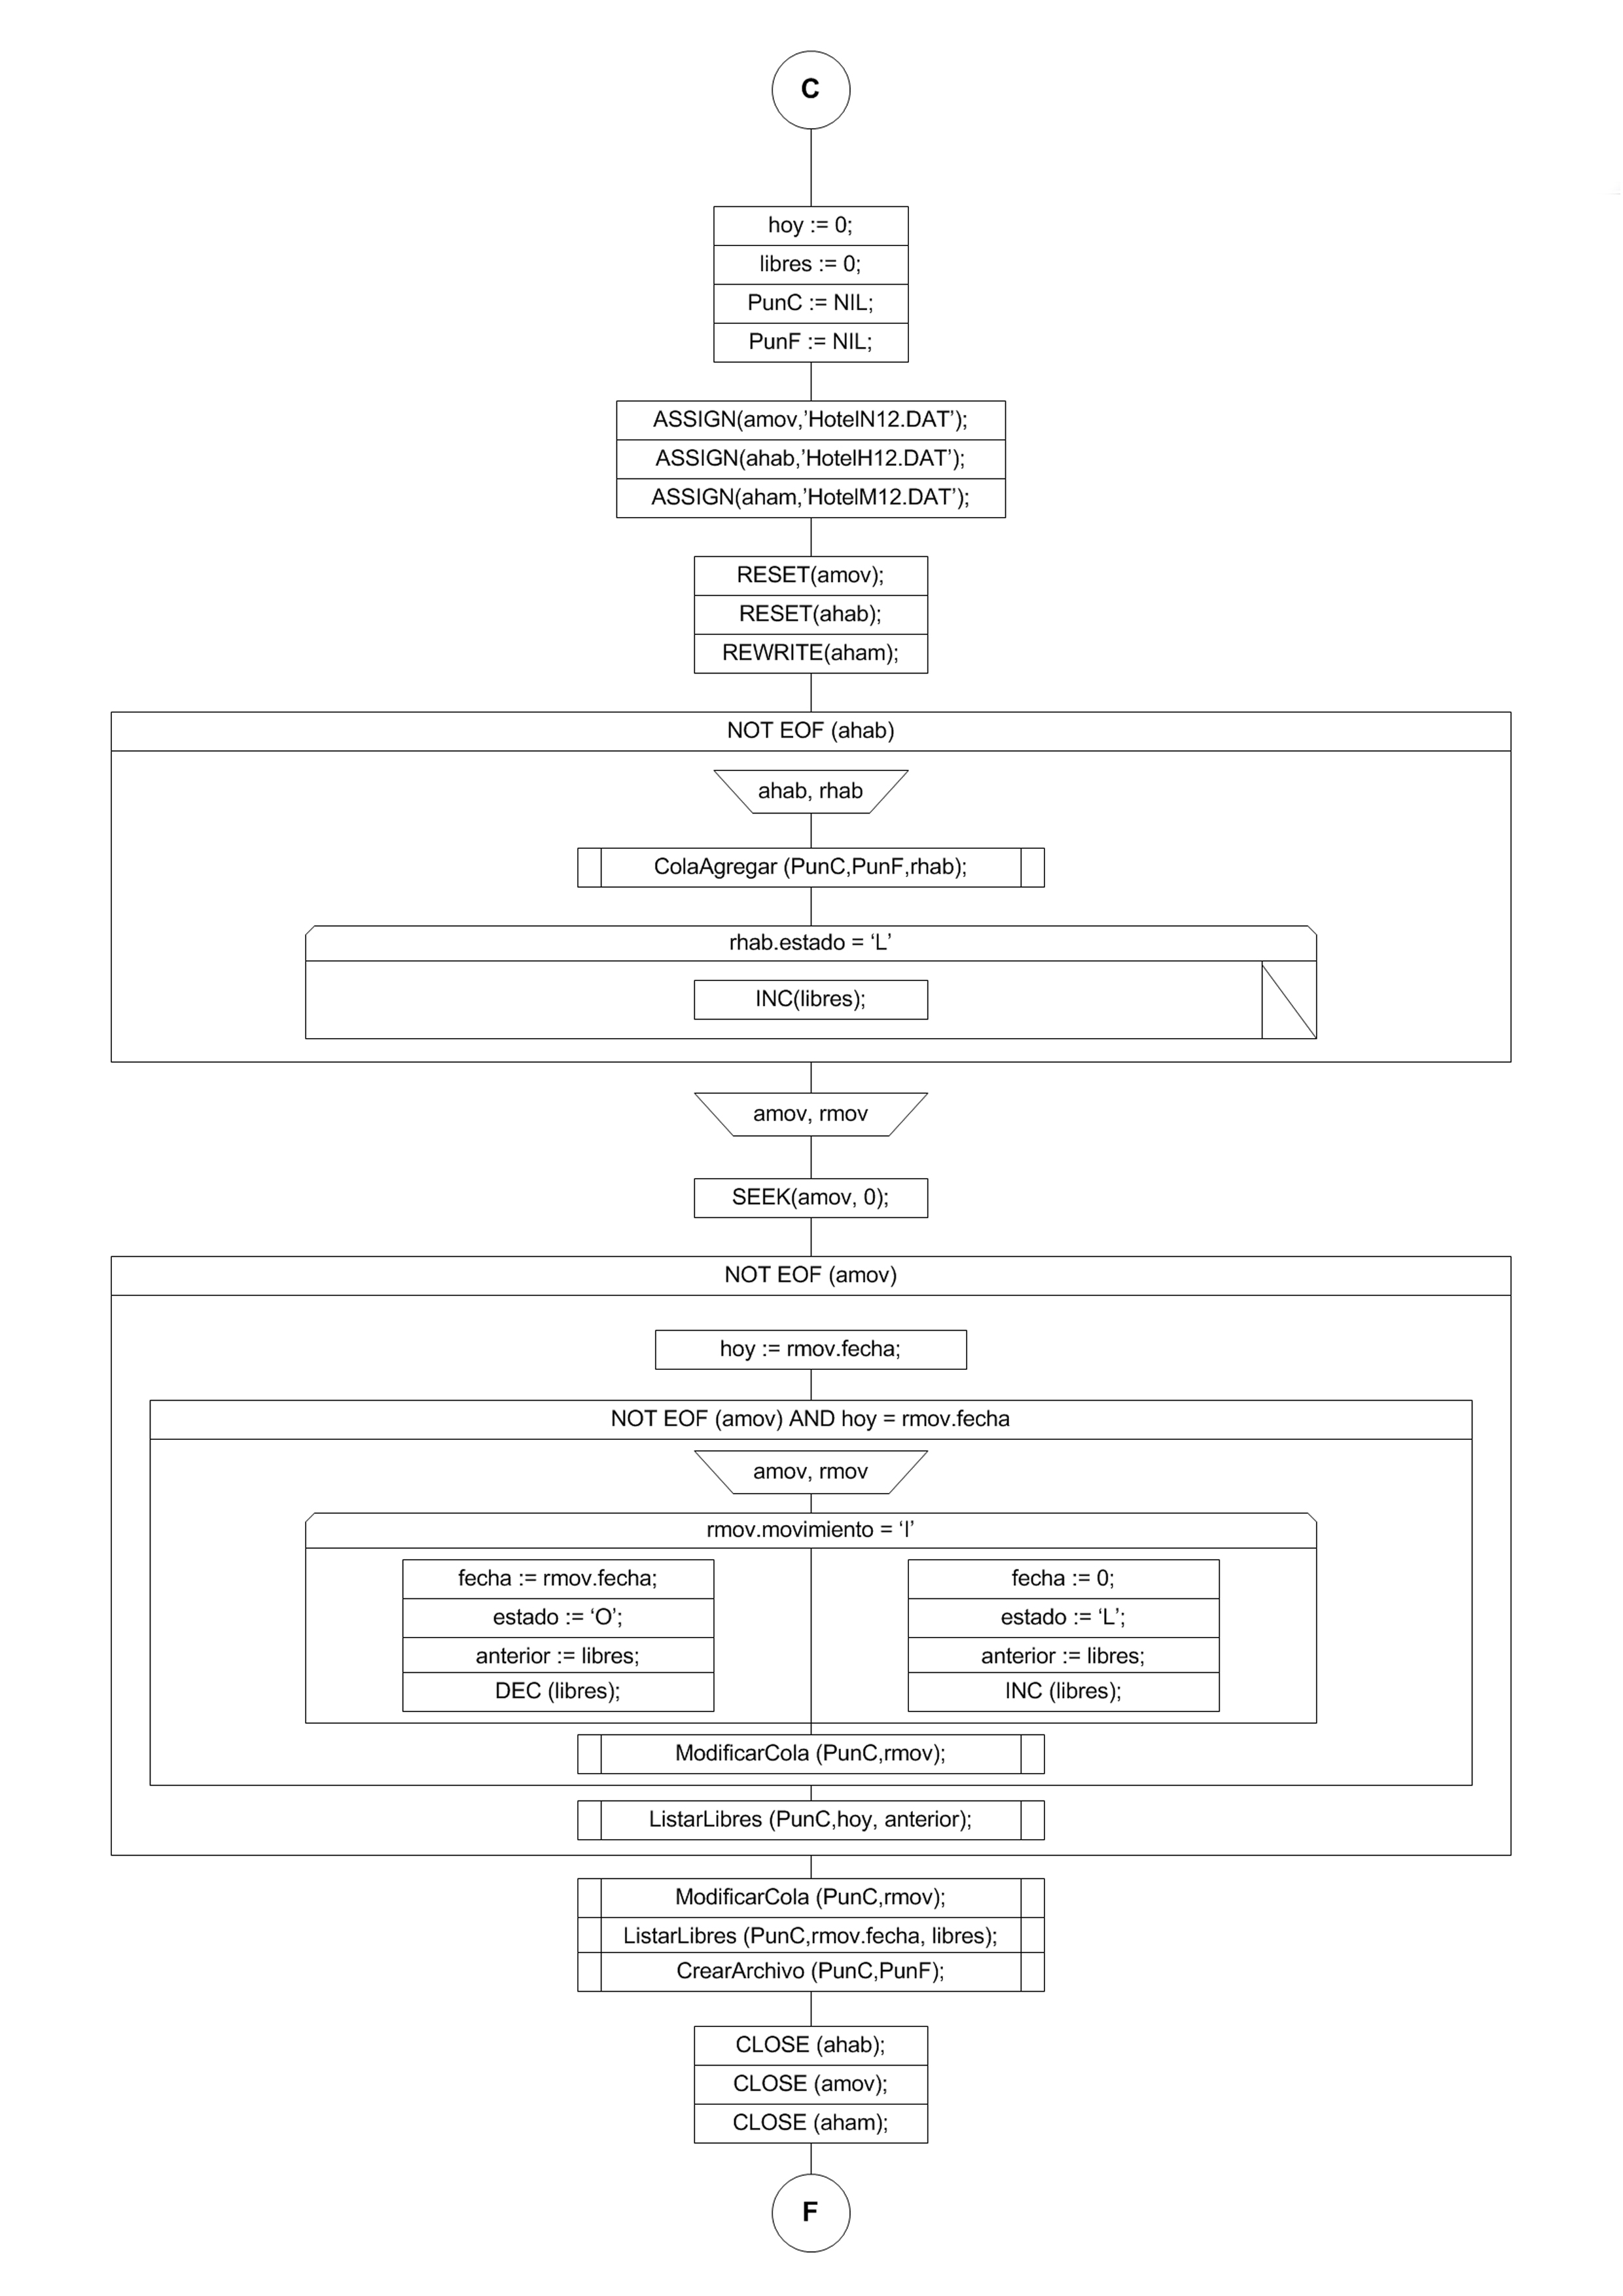 C
hoy := 0;
libres := 0;
PunC := NIL;
PunF := NIL;
ASSIGN(amov,’HotelN12.DAT’);
ASSIGN(ahab,’HotelH12.DAT’);
ASSIGN(aham,’HotelM12.DAT’);
RESET(amov);
RESET(ahab);
REWRITE(aham);
NOT EOF (ahab)
ahab, rhab
ColaAgregar (PunC,PunF,rhab);
rhab.estado = ‘L’
INC(libres);
amov, rmov
SEEK(amov, 0);
NOT EOF (amov)
hoy := rmov.fecha;
NOT EOF (amov) AND hoy = rmov.fecha
amov, rmov
rmov.movimiento = ‘I’
fecha := rmov.fecha;
estado := ‘O’;
anterior := libres;
DEC (libres);
fecha := 0;
estado := ‘L’;
anterior := libres;
INC (libres);
ModificarCola (PunC,rmov);
ListarLibres (PunC,hoy, anterior);
ModificarCola (PunC,rmov);
ListarLibres (PunC,rmov.fecha, libres);
CrearArchivo (PunC,PunF);
CLOSE (ahab);
CLOSE (amov);
CLOSE (aham);
F